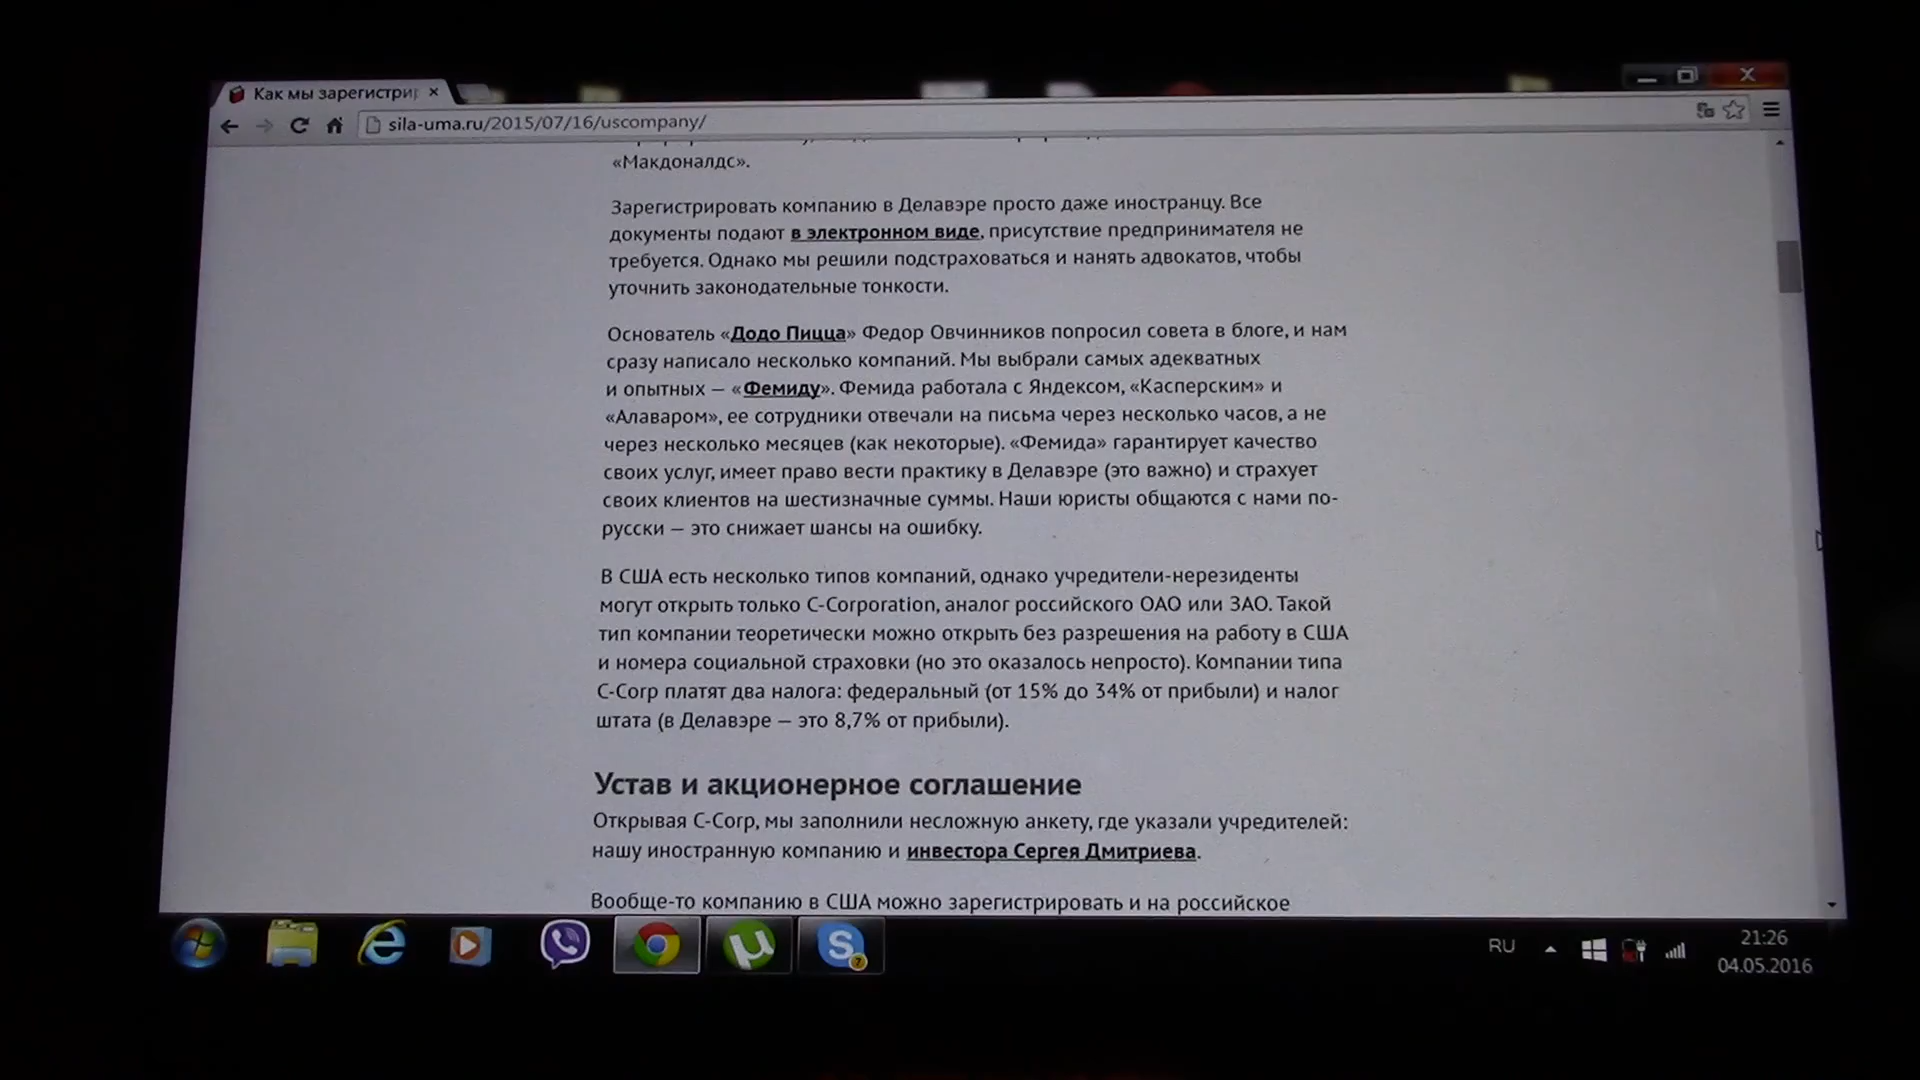 Как мы зарегистри
sila-uma.ru/2015/07/16/uscompany/
«Макдоналдс».
Зарегистрировать компанию в Делавэре просто даже иностранцу. Все
документы подают в электронном виде, присутствие предпринимателя не
требуется. Однако мы решили подстраховаться и нанять адвокатов, чтобы
уточнить законодательные тонкости.
Основатель «Додо Пицца» Федор Овчинников попросил совета в блоге, и нам
сразу написало несколько компаний. Мы выбрали самых адекватных
и опытных — «Фемиду». Фемида работала с Яндексом, «Касперским» и
«Алаваром», ее сотрудники отвечали на письма через несколько часов, а не
через несколько месяцев (как некоторые). «Фемида» гарантирует качество
своих услуг, имеет право вести практику в Делавэре (это важно) и страхует
своих клиентов на шестизначные суммы. Наши юристы общаются с нами по-
русски — это снижает шансы на ошибку.
В США есть несколько типов компаний, однако учредители-нерезиденты
могут открыть только C-Corporation, аналог российского ОАО или ЗАО. Такой
тип компании теоретически можно открыть без разрешения на работу в США
и номера социальной страховки (но это оказалось непросто). Компании типа
C-Corp платят два налога: федеральный (от 15% до 34% от прибыли) и налог
штата (в Делавэре — это 8,7% от прибыли).
Устав и акционерное соглашение
Открывая C-Corp, мы заполнили несложную анкету, где указали учредителей:
нашу иностранную компанию и инвестора Сергея Дмитриева.
Вообще-то компанию в США можно зарегистрировать и на российское
RU
21:26
04.05.2016